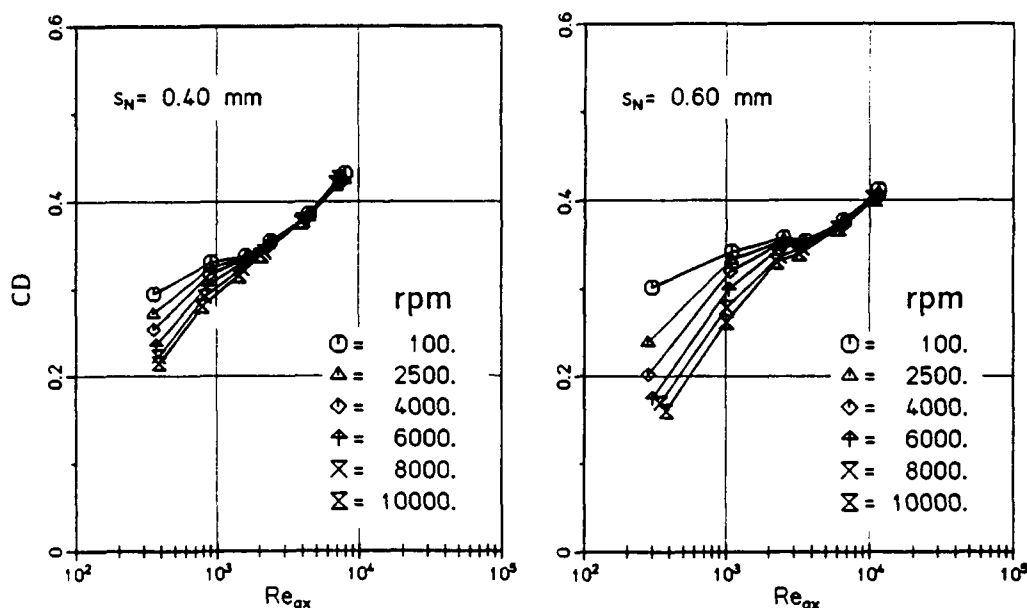 0.6
s_N = 0.40 mm
0.4
CD
rpm
= 100.
= 2500.
0.2
= 4000.
= 6000.
= 8000.
= 10000.
0
10² 10³ 10⁴ 10⁵
Re_ax
0.6
s_N = 0.60 mm
0.4
rpm
= 100.
= 2500.
0.2
= 4000.
= 6000.
= 8000.
= 10000.
0
10² 10³ 10⁴ 10⁵
Re_ax